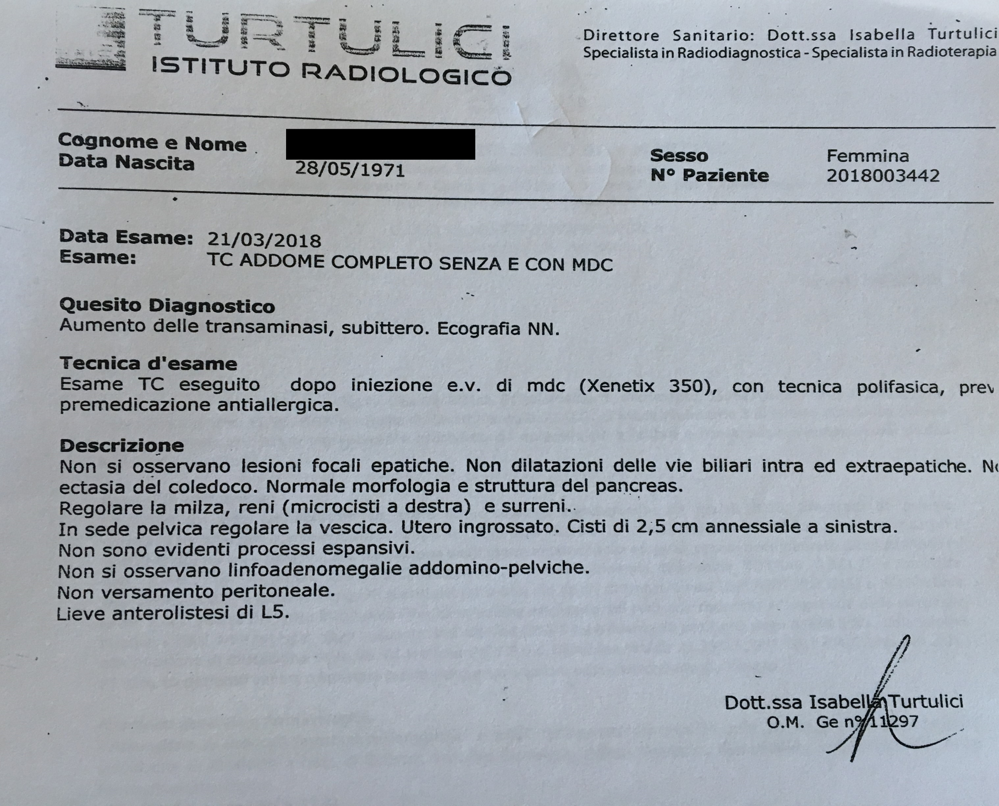 TURTULICI
ISTITUTO RADIOLOGICO
Direttore Sanitario: Dott.ssa Isabella Turtulici
Specialista in Radiodiagnostica - Specialista in Radioterapia
Cognome e Nome
Data Nascita 28/05/1971
Sesso Femmina
N° Paziente 2018003442
Data Esame: 21/03/2018
Esame: TC ADDOME COMPLETO SENZA E CON MDC
Quesito Diagnostico
Aumento delle transaminasi, subittero. Ecografia NN.
Tecnica d'esame
Esame TC eseguito dopo iniezione e.v. di mdc (Xenetix 350), con tecnica polifasica, prev
premedicazione antiallergica.
Descrizione
Non si osservano lesioni focali epatiche. Non dilatazioni delle vie biliari intra ed extraepatiche.
ectasia del coledoco. Normale morfologia e struttura del pancreas.
Regolare la milza, reni (microcisti a destra) e surreni.
In sede pelvica regolare la vescica. Utero ingrossato. Cisti di 2,5 cm annessiale a sinistra.
Non sono evidenti processi espansivi.
Non si osservano linfoadenomegalie addomino-pelviche.
Non versamento peritoneale.
Lieve anterolistesi di L5.
Dott.ssa Isabella Turtulici
O.M. Ge n° 11297